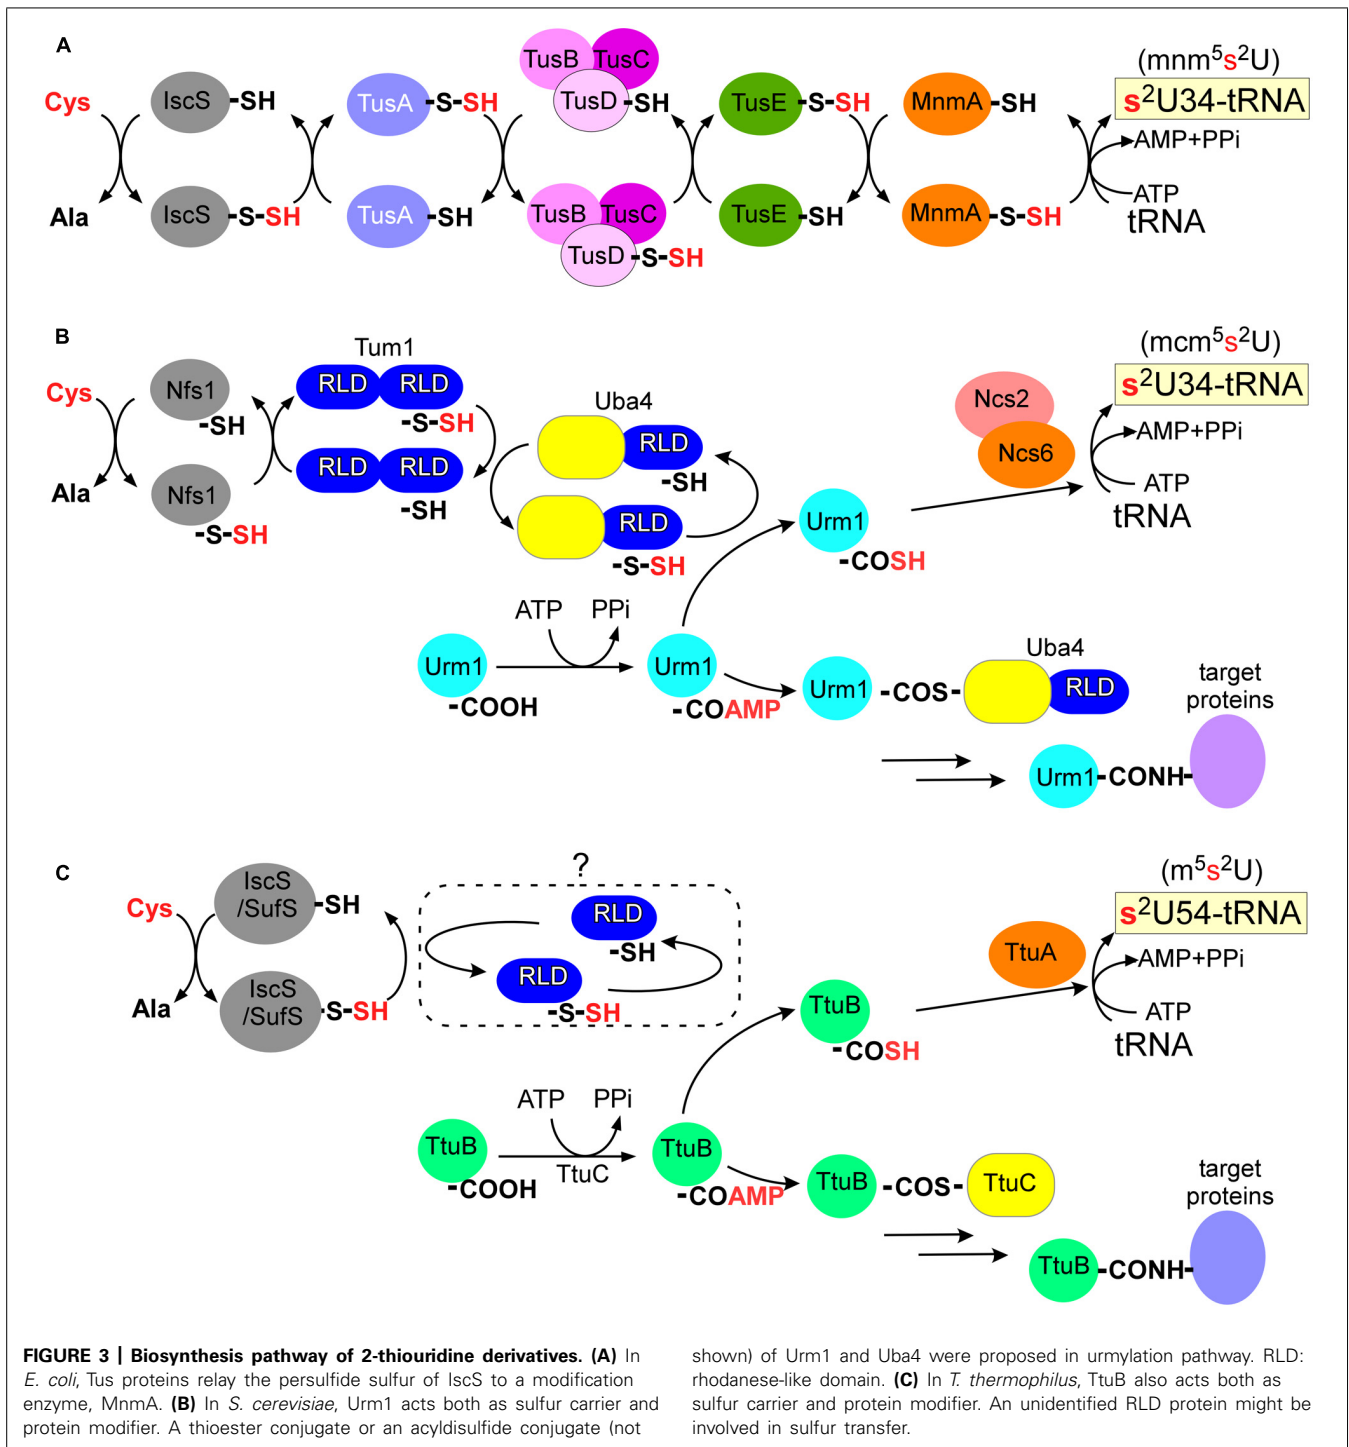 A
(mnm5s2U)
s2U34-tRNA
Cys
IscS -SH
TusA -S-SH
TusB TusC
TusD -SH
TusE -S-SH
MnmA -SH
AMP+PPi
ATP
tRNA
Ala
IscS -S-SH
TusA -SH
TusB TusC
TusD -S-SH
TusE -SH
MnmA -S-SH
B
(mcm5s2U)
s2U34-tRNA
Tum1
Cys
Nfs1
-SH
RLD RLD
-S-SH
Uba4
RLD
-SH
Ncs2
Ncs6
AMP+PPi
ATP
tRNA
Ala
Nfs1
-S-SH
RLD RLD
-SH
RLD
-S-SH
Urm1
-COSH
ATP PPi
Urm1
-COOH
Urm1
-COAMP
Urm1 -COS-
Uba4
RLD
target
proteins
Urm1 -CONH-
C
?
(m5s2U)
s2U54-tRNA
Cys
IscS
/SufS -SH
RLD
-SH
RLD
-S-SH
TtuA
AMP+PPi
ATP
tRNA
Ala
IscS
/SufS -S-SH
TtuB
-COSH
ATP PPi
TtuB
-COOH
TtuC
TtuB
-COAMP
TtuB -COS- TtuC
target
proteins
TtuB -CONH-
FIGURE 3 | Biosynthesis pathway of 2-thiouridine derivatives. (A) In
E. coli, Tus proteins relay the persulfide sulfur of IscS to a modification
enzyme, MnmA. (B) In S. cerevisiae, Urm1 acts both as sulfur carrier and
protein modifier. A thioester conjugate or an acyldisulfide conjugate (not
shown) of Urm1 and Uba4 were proposed in urmylation pathway. RLD:
rhodanese-like domain. (C) In T. thermophilus, TtuB also acts both as
sulfur carrier and protein modifier. An unidentified RLD protein might be
involved in sulfur transfer.